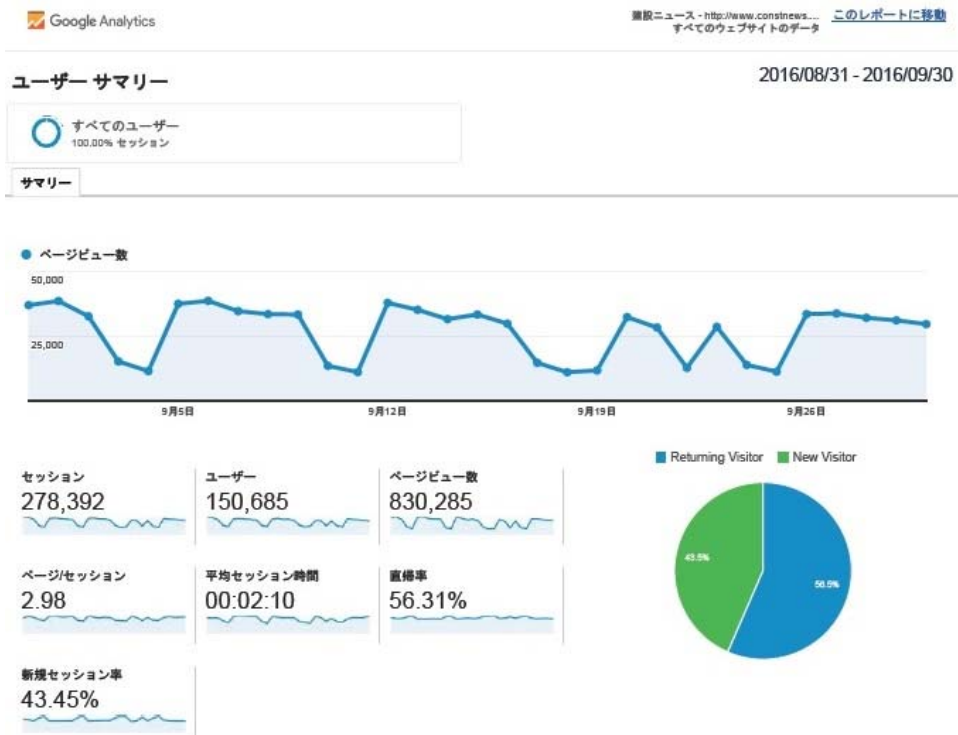 Google Analytics
建設ニュース - http://www.constnews....
すべてのウェブサイトのデータ
このレポートに移動
ユーザー サマリー
2016/08/31 - 2016/09/30
すべてのユーザー
100.00% セッション
サマリー
ページビュー数
50,000
25,000
9月5日
9月12日
9月19日
9月26日
セッション
278,392
ユーザー
150,685
ページビュー数
830,285
Returning Visitor
New Visitor
43.5%
56.5%
ページ/セッション
2.98
平均セッション時間
00:02:10
直帰率
56.31%
新規セッション率
43.45%